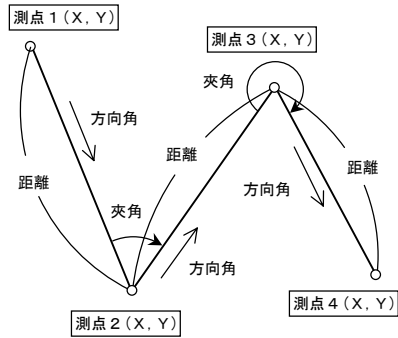 測点1（X, Y）
測点3（X, Y）
夾角
方向角
距離
距離
距離
方向角
夾角
方向角
測点4（X, Y）
測点2（X, Y）